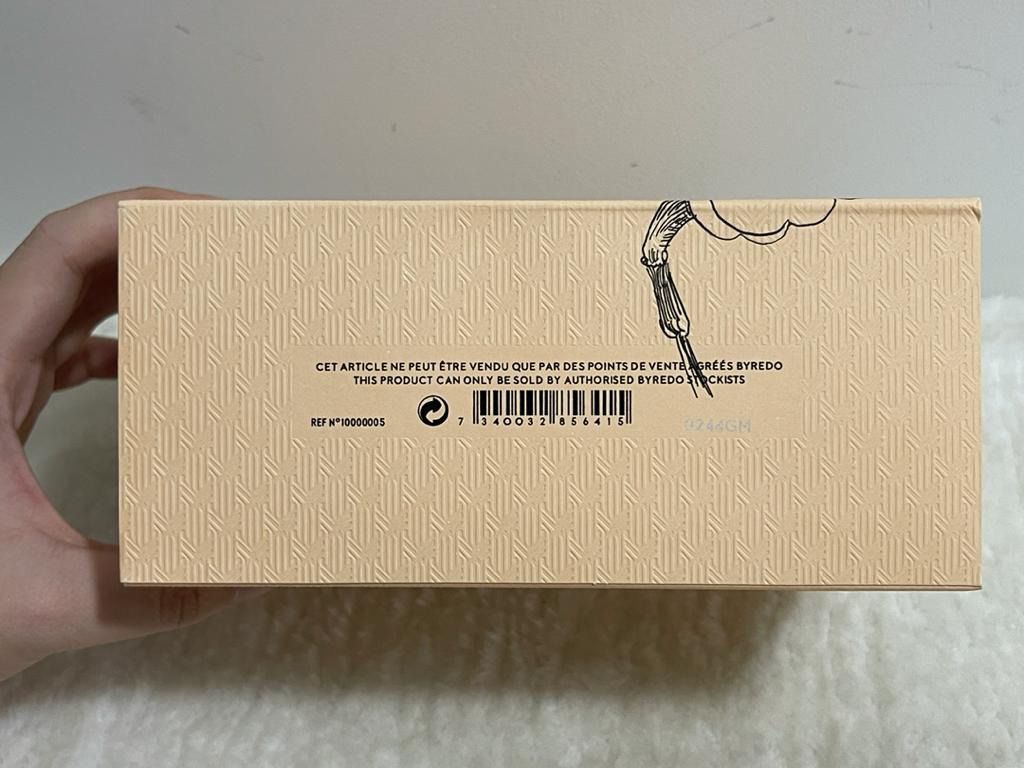 CET ARTICLE NE PEUT ÊTRE VENDU QUE PAR DES POINTS DE VENTE AGRÉÉS BYREDO
THIS PRODUCT CAN ONLY BE SOLD BY AUTHORISED BYREDO STOCKISTS
REF Nº10000005
7 340032 856415
9244GM